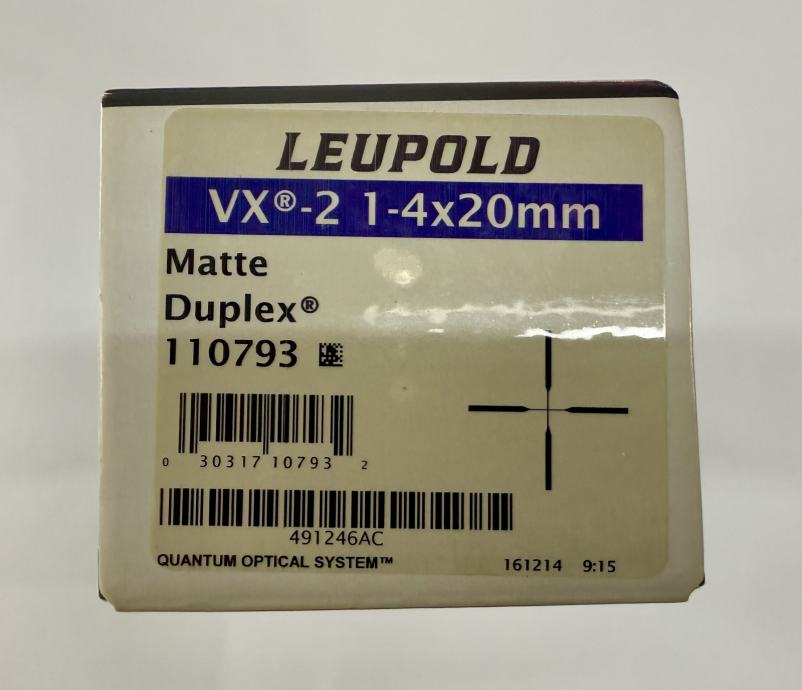 LEUPOLD
VX®-2 1-4x20mm
Matte
Duplex®
110793
0 30317 10793 2
491246AC
QUANTUM OPTICAL SYSTEM™ 161214 9:15